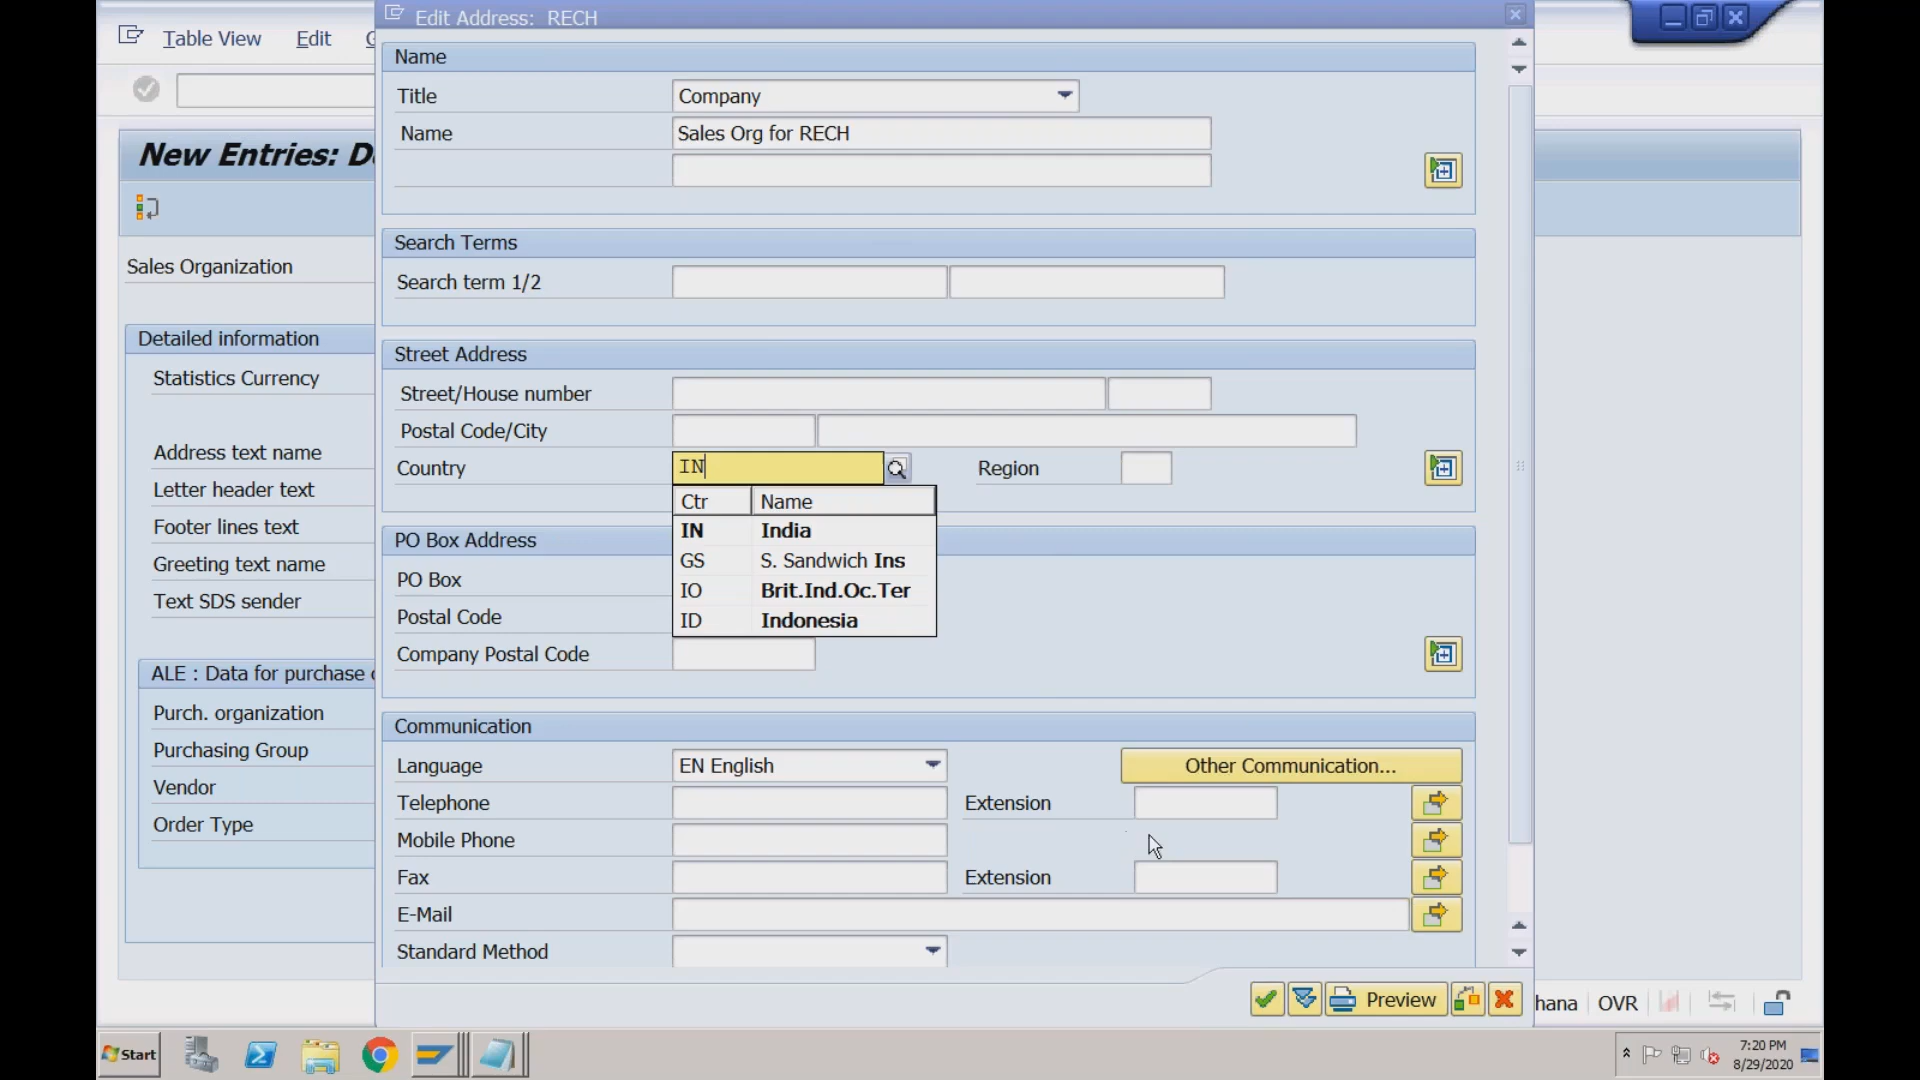 Edit Address: RECH
Table View Edit G
New Entries: D
Sales Organization
Detailed information
Statistics Currency
Address text name
Letter header text
Footer lines text
Greeting text name
Text SDS sender
ALE : Data for purchase
Purch. organization
Purchasing Group
Vendor
Order Type
Name
Title Company
Name Sales Org for RECH
Search Terms
Search term 1/2
Street Address
Street/House number
Postal Code/City
Country IN Region
Ctr Name
IN India
GS S. Sandwich Ins
IO Brit.Ind.Oc.Ter
ID Indonesia
PO Box Address
PO Box
Postal Code
Company Postal Code
Communication
Language EN English Other Communication...
Telephone Extension
Mobile Phone
Fax Extension
E-Mail
Standard Method
Preview
hana OVR
Start
7:20 PM
8/29/2020